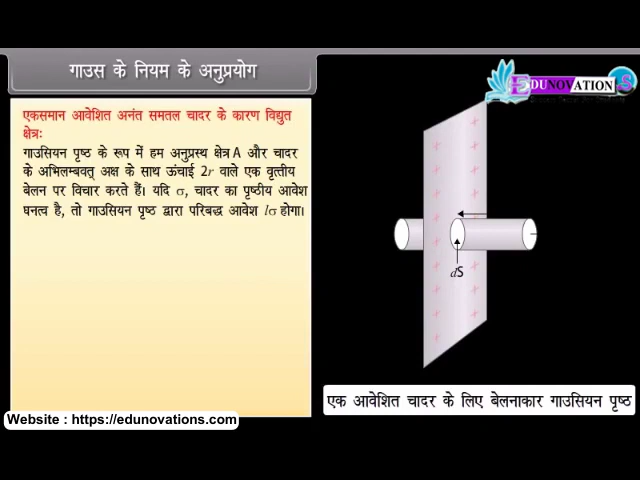 गाउस के नियम के अनुप्रयोग
EDUNOVATIONS
एकसमान आवेशित अनंत समतल चादर के कारण विद्युत
क्षेत्रः
गाउसियन पृष्ठ के रूप में हम अनुप्रस्थ क्षेत्र A और चादर
के अभिलम्बवत् अक्ष के साथ ऊंचाई 2r वाले एक वृत्तीय
बेलन पर विचार करते हैं। यदि σ, चादर का पृष्ठीय आवेश
घनत्व है, तो गाउसियन पृष्ठ द्वारा परिबद्ध आवेश lσ होगा।
dS
एक आवेशित चादर के लिए बेलनाकार गाउसियन पृष्ठ
Website : https://edunovations.com/